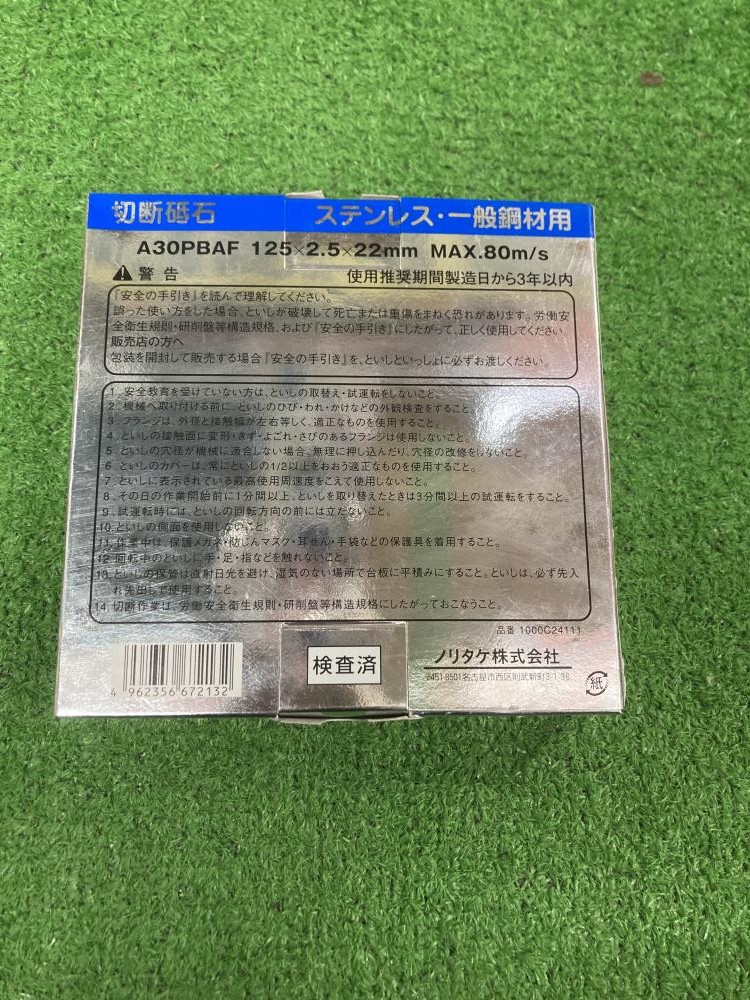 切断砥石 ステンレス・一般鋼材用
A30PBAF 125×2.5×22mm MAX.80m/s
警告 使用推奨期間製造日から3年以内
「安全の手引き」を読んで理解してください。
誤った使い方をした場合、といしが破壊して死亡または重傷をまねく恐れがあります。労働安
全衛生規則・研削盤等構造規格、および「安全の手引き」にしたがって、正しく使用してください。
販売店の方へ
包装を開封して販売する場合「安全の手引き」を、といしといっしょに必ずお渡しください。
1. 安全教育を受けていない方は、といしの取替え・試運転をしないこと。
2. 機械へ取り付ける前に、といしのひび・われ・かけなどの外観検査をすること。
3. フランジは、外径と接触幅が左右等しく、適正なものを使用すること。
4. といしの接触面に変形・きず・よごれ・さびのあるフランジは使用しないこと。
5. といしの穴径が機械に適合しない場合、無理に押し込んだり、穴径の改修をしないこと。
6. といしのカバーは、常にといしの1/2以上をおおう適正なものを使用すること。
7. といしに表示されている最高使用周速度をこえて使用しないこと。
8. その日の作業開始前に1分間以上、といしを取り替えたときは3分間以上の試運転をすること。
9. 試運転時には、といしの回転方向の前には立たないこと。
10. といしの側面を使用しないこと。
11. 作業中は、保護メガネ・防じんマスク・耳せん・手袋などの保護具を着用すること。
12. 回転中のといしに手・足・指などを触れないこと。
13. といしの保管は直射日光を避け、湿気のない場所で台板に平積みにすること。といしは、必ず先入
れ先出しで使用すること。
14. 切断作業は、労働安全衛生規則・研削盤等構造規格にしたがっておこなうこと。
品番 1000C24111
検査済
ノリタケ株式会社
〒451-8501名古屋市西区則武新町3-1-36
紙
4 962356 672132